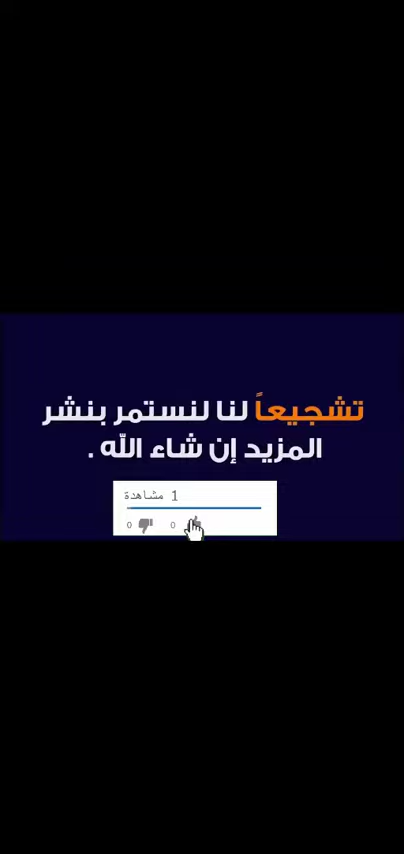 تشجيعاً لنا لنستمر بنشر
المزيد إن شاء الله .
1 مشاهدة
0 0